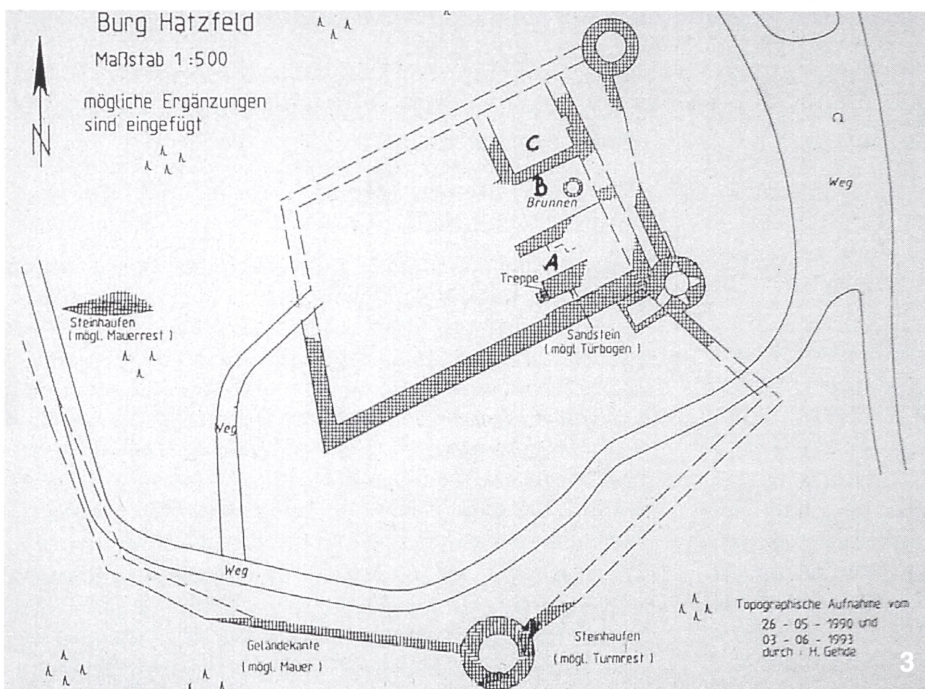 Burg Hatzfeld
Maßstab 1:500
mögliche Ergänzungen
sind eingefügt
N
C
B
Brunnen
A
Treppe
Sandstein
(mögl Türbogen)
Weg
Steinhaufen
(mögl. Mauerrest)
Weg
Weg
Geländekante
(mögl. Mauer)
Steinhaufen
(mögl. Turmrest)
Topographische Aufnahme vom
26 - 05 - 1990 und
03 - 06 - 1993
durch : H. Gehde
3